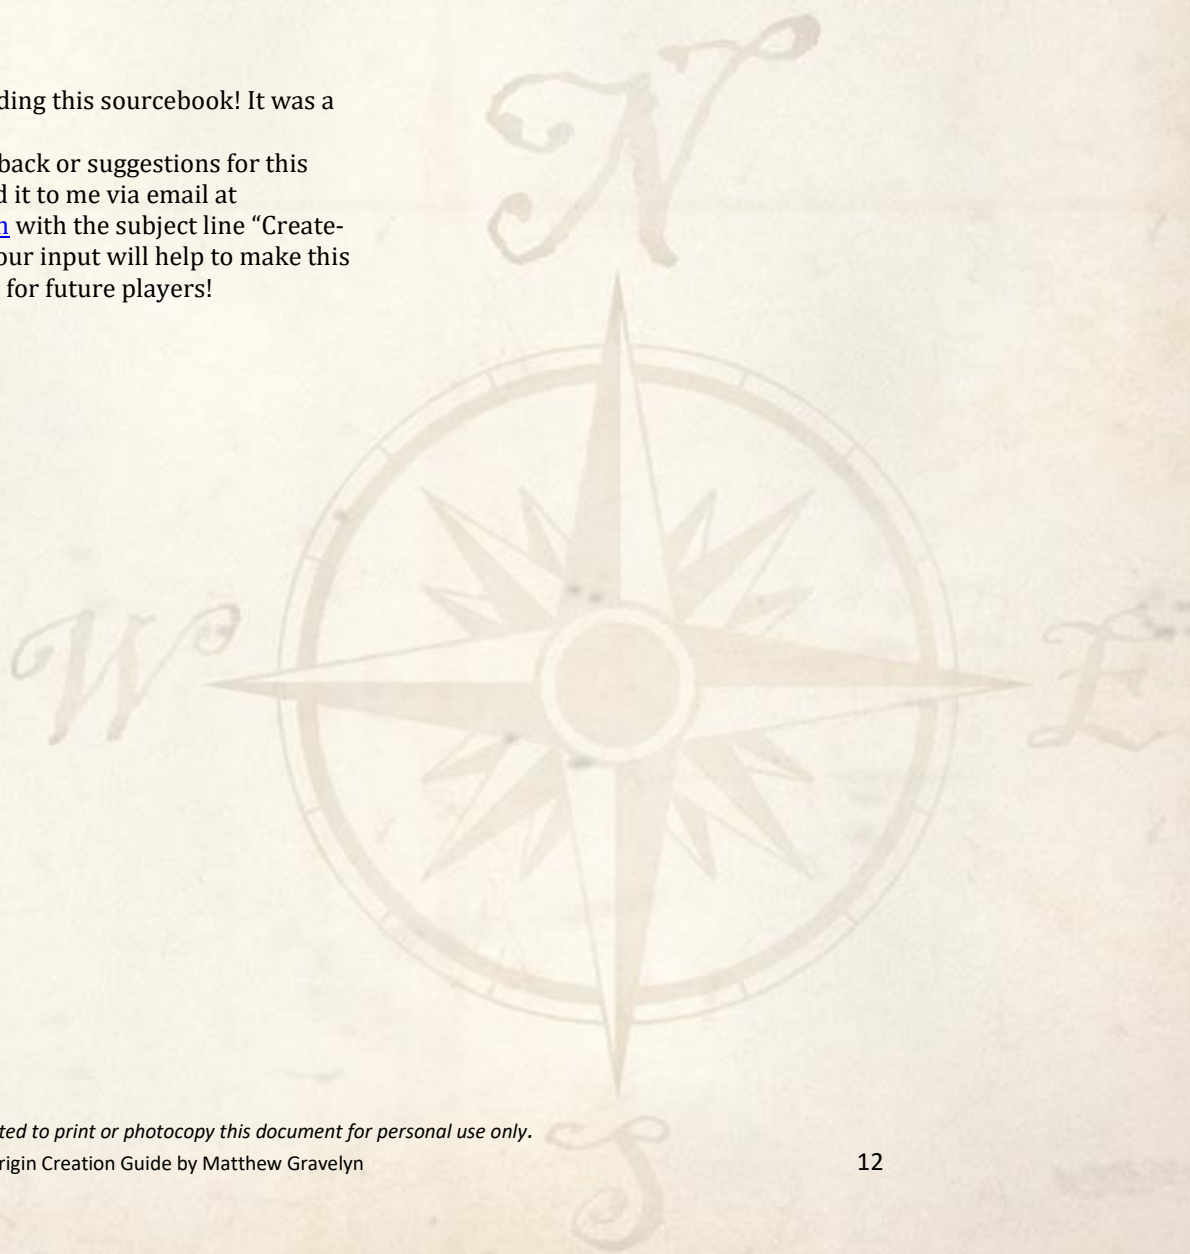 N
ding this sourcebook! It was a
back or suggestions for this
d it to me via email at
m with the subject line “Create-
our input will help to make this
for future players!
W
E
ted to print or photocopy this document for personal use only.
S
rigin Creation Guide by Matthew Gravelyn
12